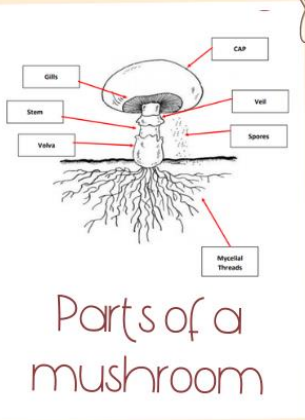 CAP
Gills
Veil
Stem
Spores
Volva
Mycelial
Threads
Parts of a
mushroom